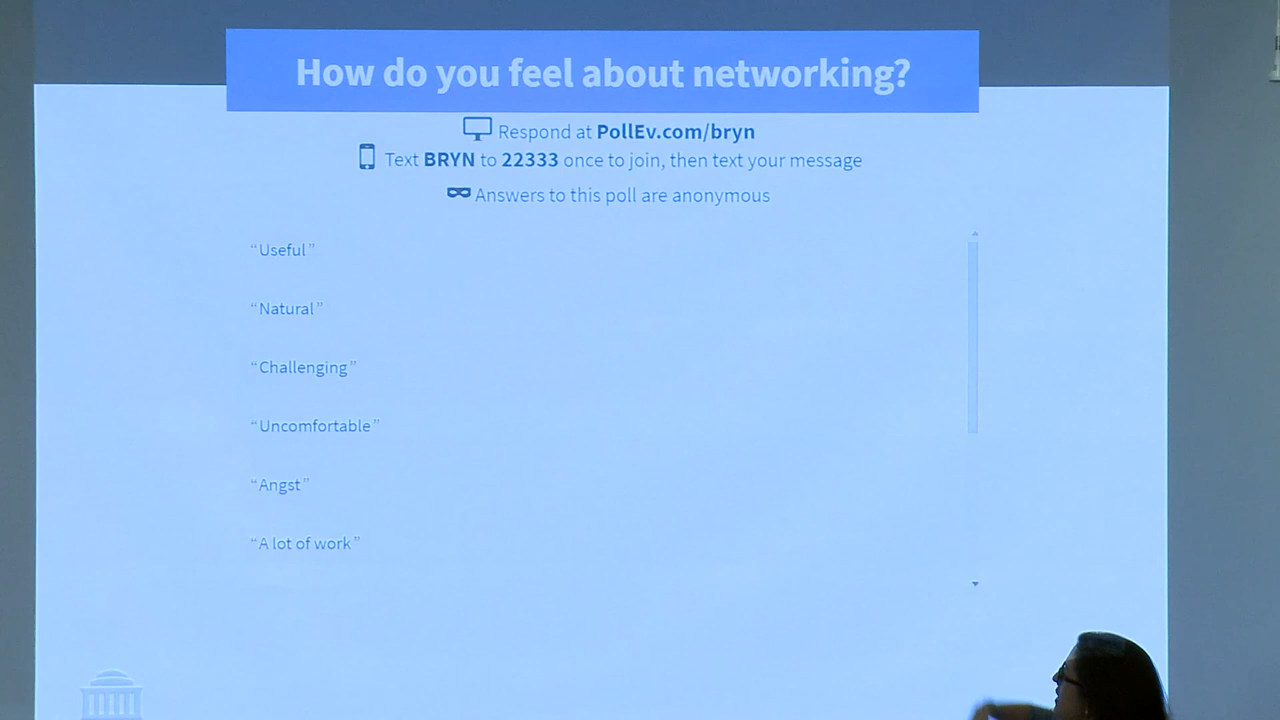 How do you feel about networking?
Respond at PollEv.com/bryn
Text BRYN to 22333 once to join, then text your message
Answers to this poll are anonymous
“Useful”
“Natural”
“Challenging”
“Uncomfortable”
“Angst”
“A lot of work”